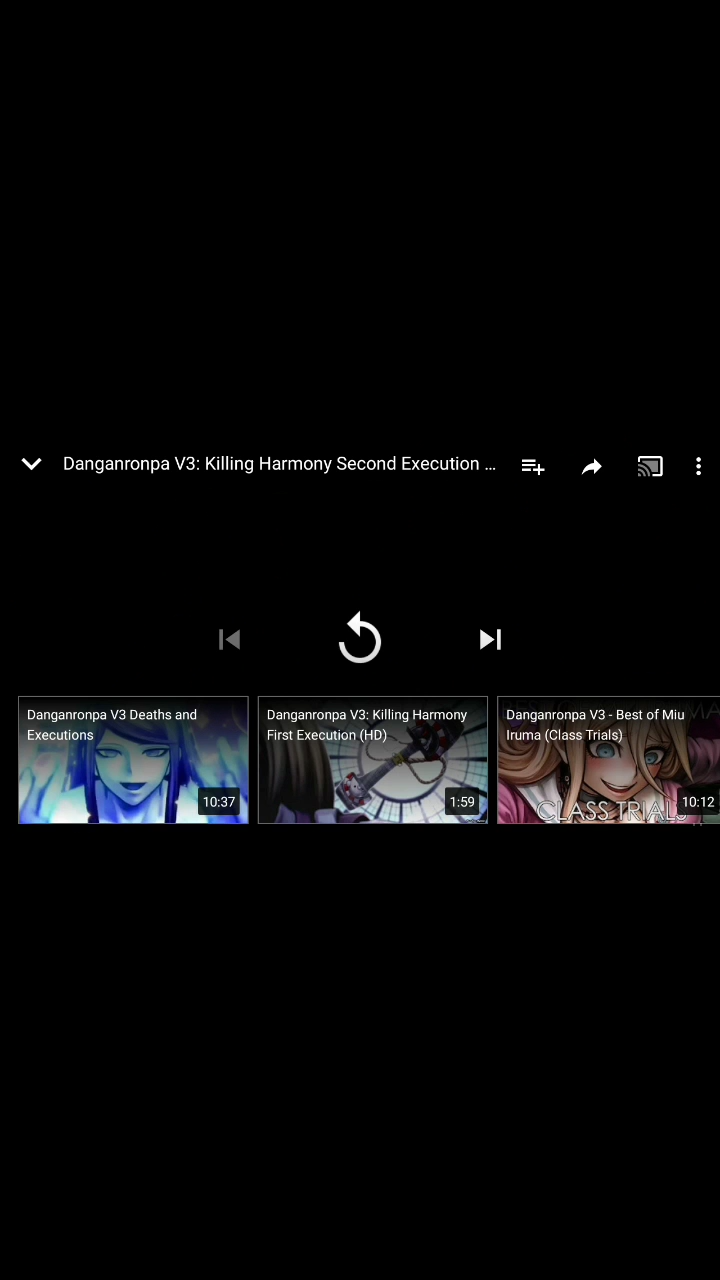 Danganronpa V3: Killing Harmony Second Execution ...
Danganronpa V3 Deaths and
Executions
10:37
Danganronpa V3: Killing Harmony
First Execution (HD)
1:59
Danganronpa V3 - Best of Miu
Iruma (Class Trials)
CLASS TRIALS
10:12